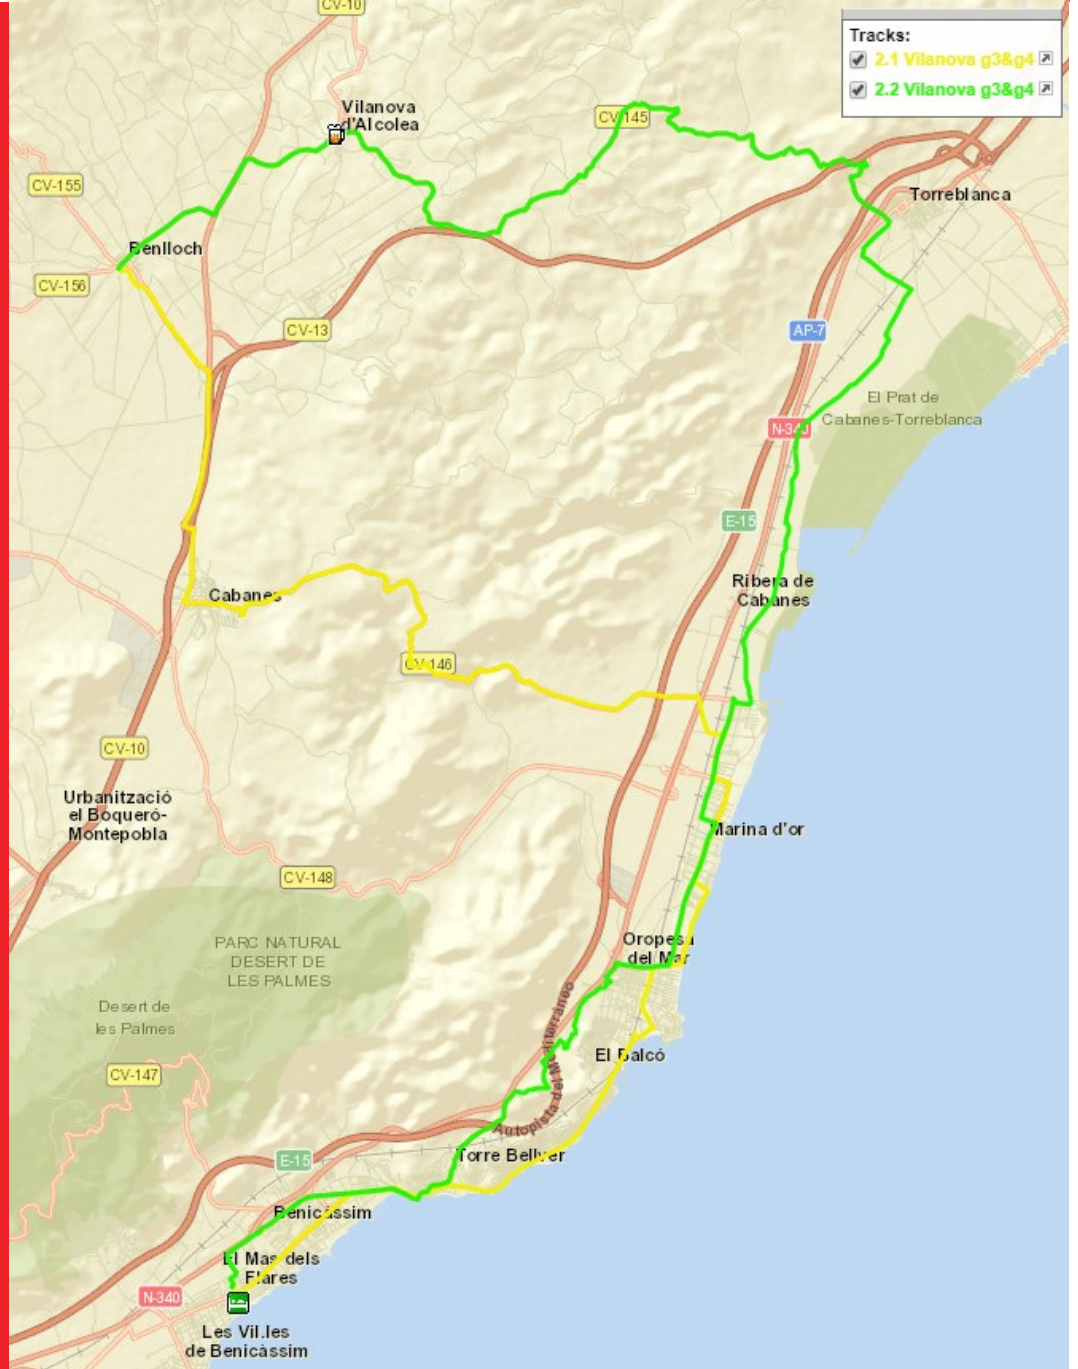 CV-10
Tracks:
2.1 Vilanova g3&g4
2.2 Vilanova g3&g4
Vilanova
d'Alcolea
CV-145
CV-155
Torreblanca
Benlloch
CV-156
CV-13
AP-7
El Prat de
Cabanes-Torreblanca
N-340
E-15
Ribera de
Cabanes
Cabanes
CV-146
CV-10
Urbanització
el Boqueró-
Montepobla
Marina d'or
CV-148
PARC NATURAL
DESERT DE
LES PALMES
Oropesa
del Mar
Desert de
les Palmes
Autopista del Mediterráneo
El Balcó
CV-147
E-15
Torre Bellver
Benicàssim
El Mas dels
Flares
N-340
Les Vil.les
de Benicàssim